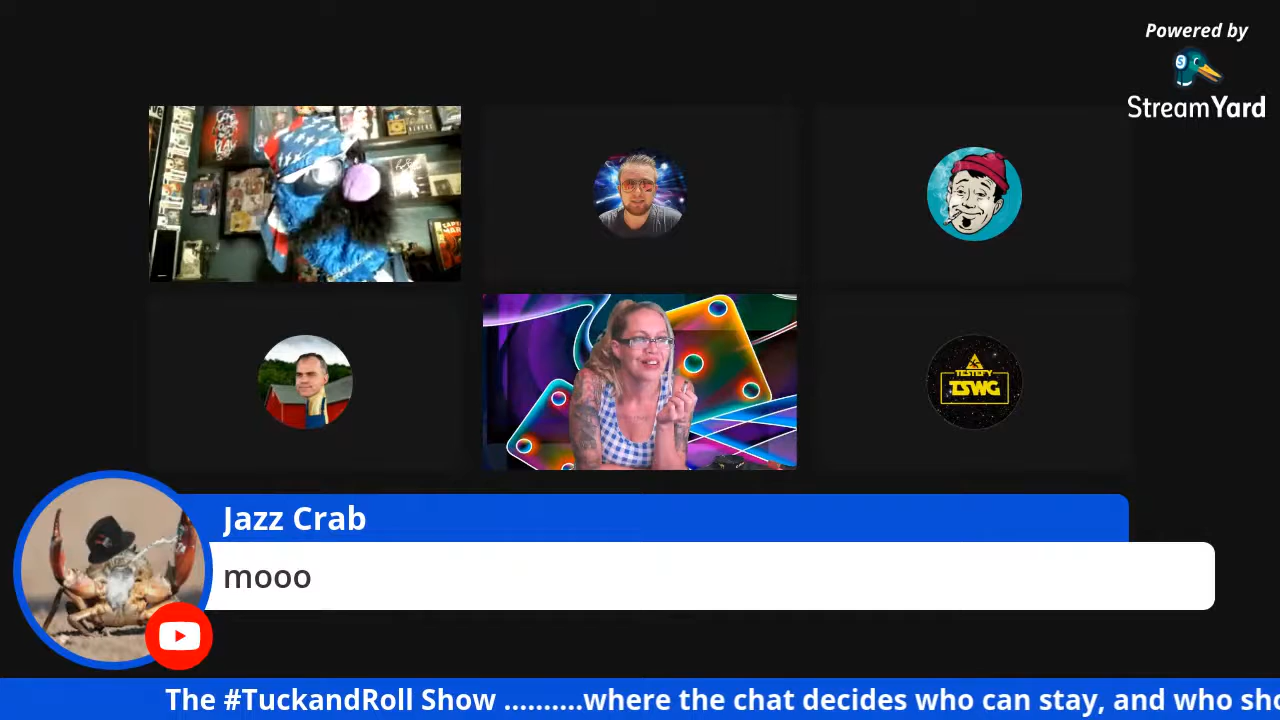 Powered by
StreamYard
TESTEFY
TSWG
Jazz Crab
mooo
The #TuckandRoll Show ..........where the chat decides who can stay, and who sho